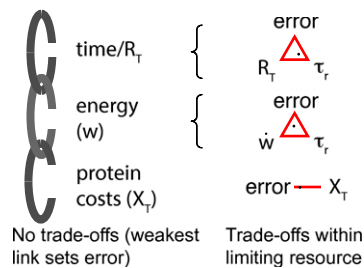 error
time/R_T
R_T τ_r
error
energy
(w)
ẇ τ_r
protein
costs (X_T)
error X_T
No trade-offs (weakest
link sets error)
Trade-offs within
limiting resource